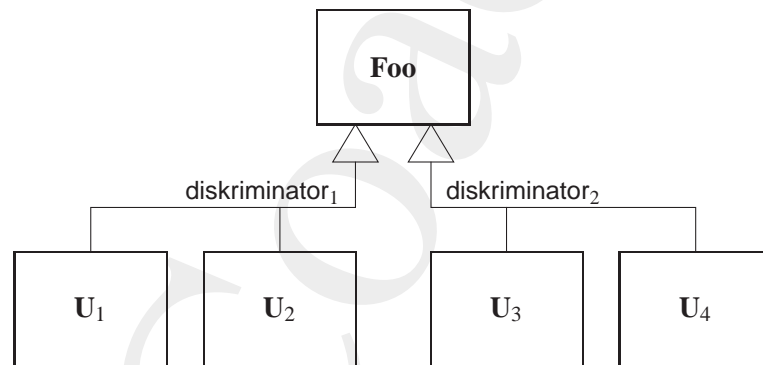 Foo
diskriminator₁ diskriminator₂
U₁ U₂ U₃ U₄